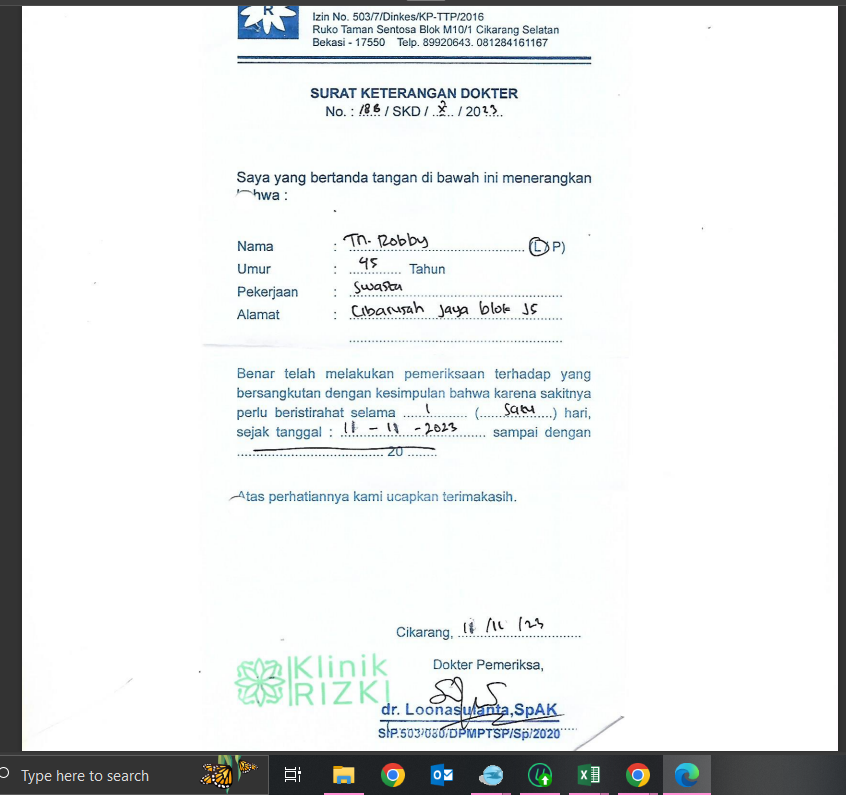 R
Izin No. 503/7/Dinkes/KP-TTP/2016
Ruko Taman Sentosa Blok M10/1 Cikarang Selatan
Bekasi - 17550 Telp. 89920643. 081284161167
SURAT KETERANGAN DOKTER
No. : 186 / SKD / X / 2023
Saya yang bertanda tangan di bawah ini menerangkan
hwa :
Nama : Tn. Robby (L/P)
Umur : 45 Tahun
Pekerjaan : Swasta
Alamat : Cibarusah Jaya blok J5
Benar telah melakukan pemeriksaan terhadap yang
bersangkutan dengan kesimpulan bahwa karena sakitnya
perlu beristirahat selama 1 (satu) hari,
sejak tanggal : 11 - 11 - 2023 sampai dengan
20
Atas perhatiannya kami ucapkan terimakasih.
Cikarang, 11/11/23
Dokter Pemeriksa,
Klinik
RIZKI
dr. Loonasulanta,SpAK
SIP.503/080/DPMPTSP/Sp/2020
Type here to search